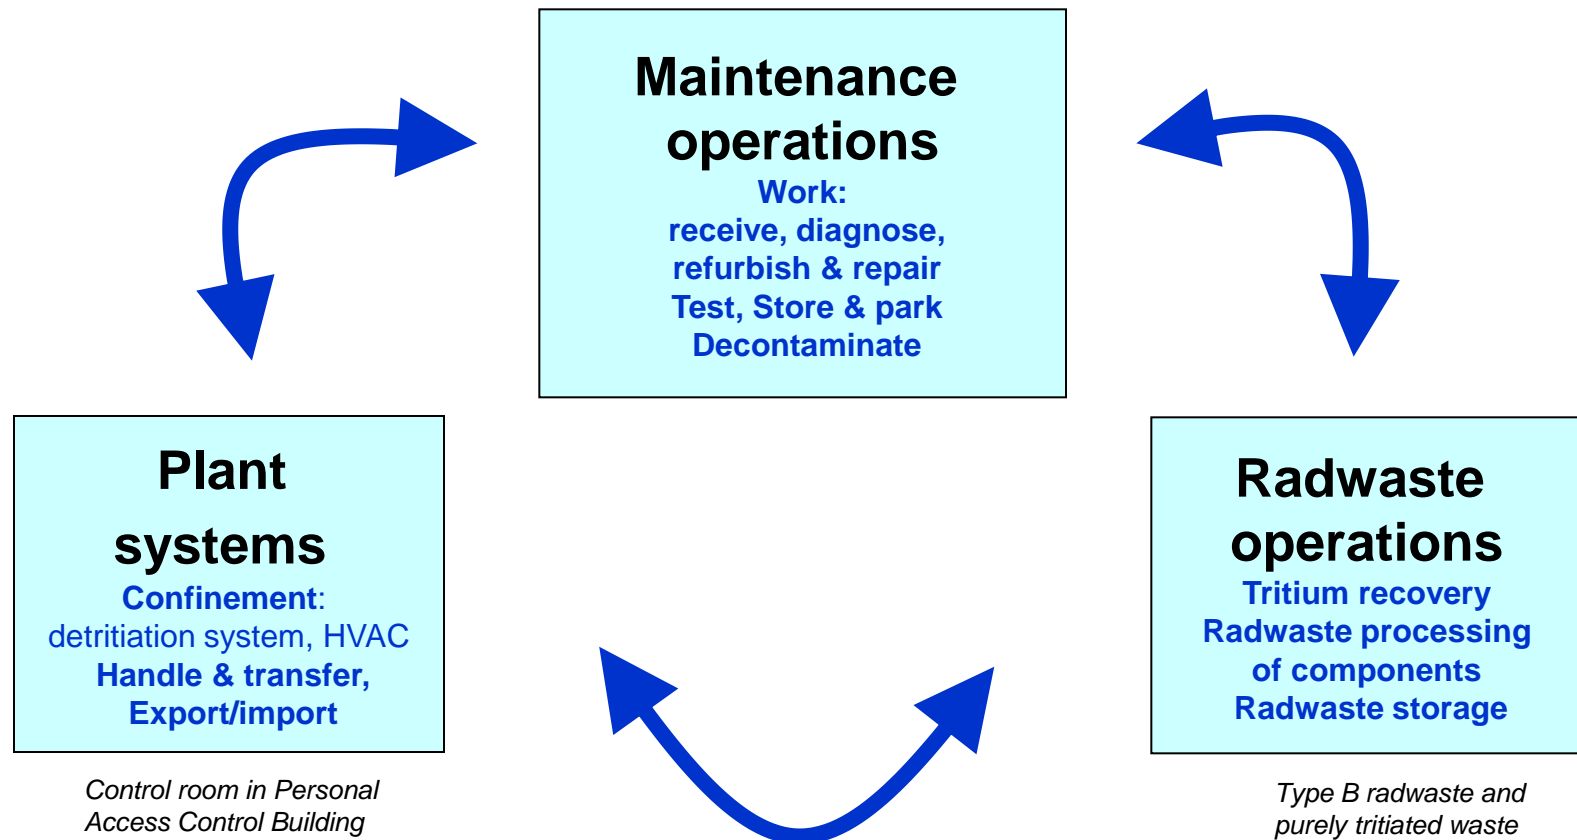 Maintenance
operations
Work:
receive, diagnose,
refurbish & repair
Test, Store & park
Decontaminate
Plant
systems
Confinement:
detritiation system, HVAC
Handle & transfer,
Export/import
Control room in Personal
Access Control Building
Radwaste
operations
Tritium recovery
Radwaste processing
of components
Radwaste storage
Type B radwaste and
purely tritiated waste